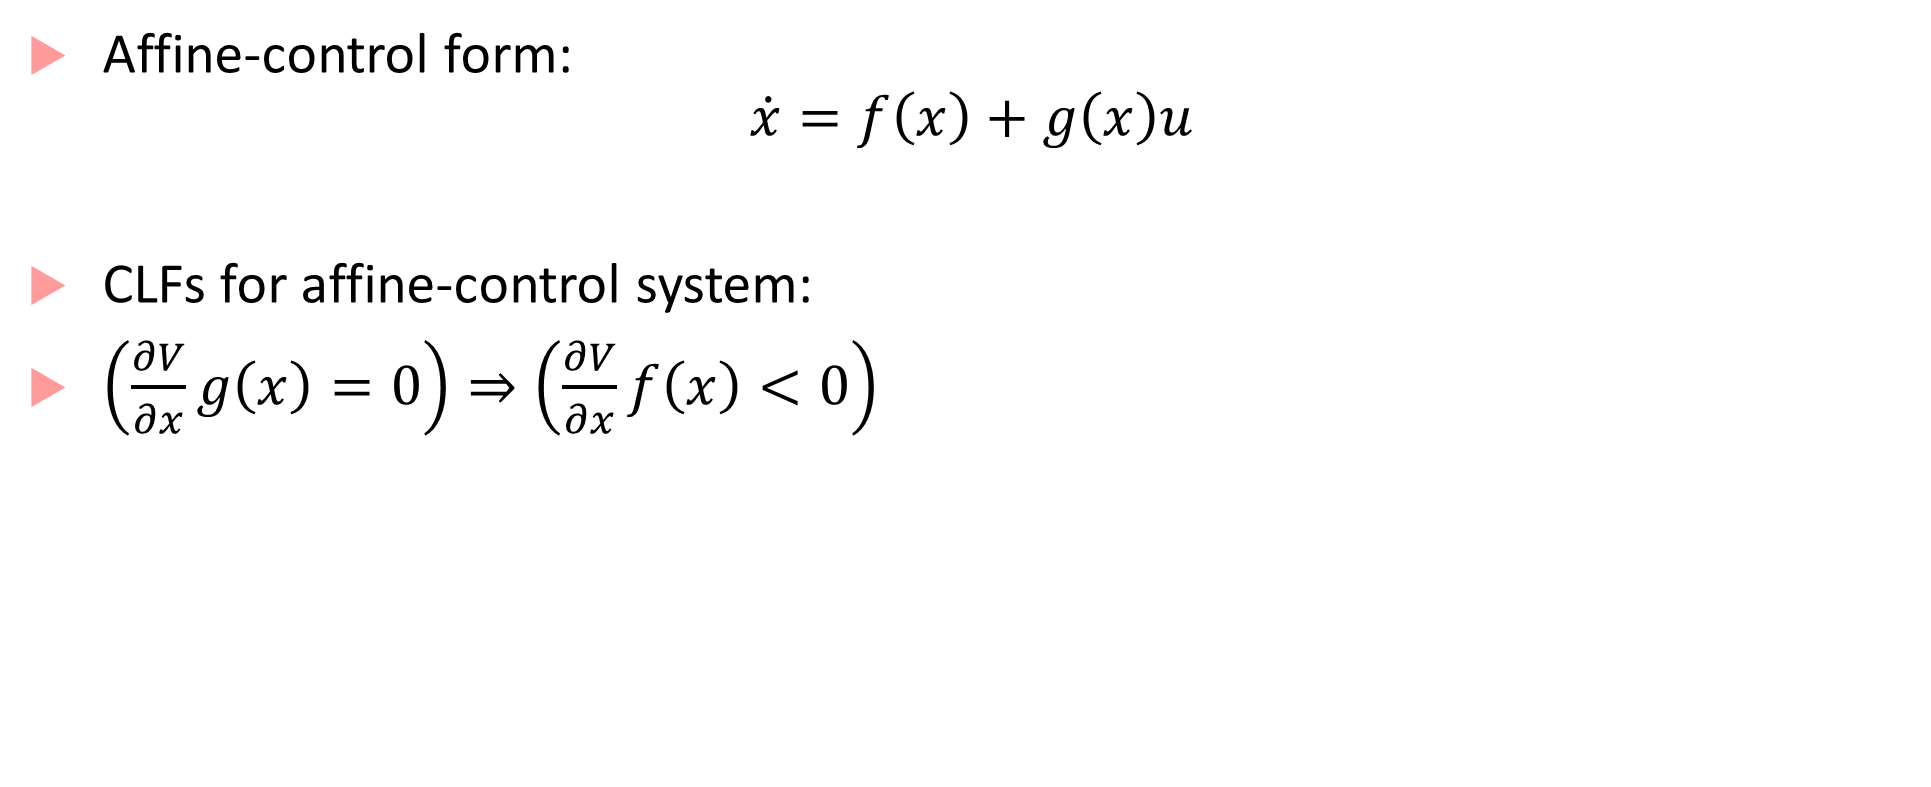 Affine-control form:
ẋ = f(x) + g(x)u
CLFs for affine-control system:
(∂V/∂x g(x) = 0) ⇒ (∂V/∂x f(x) < 0)